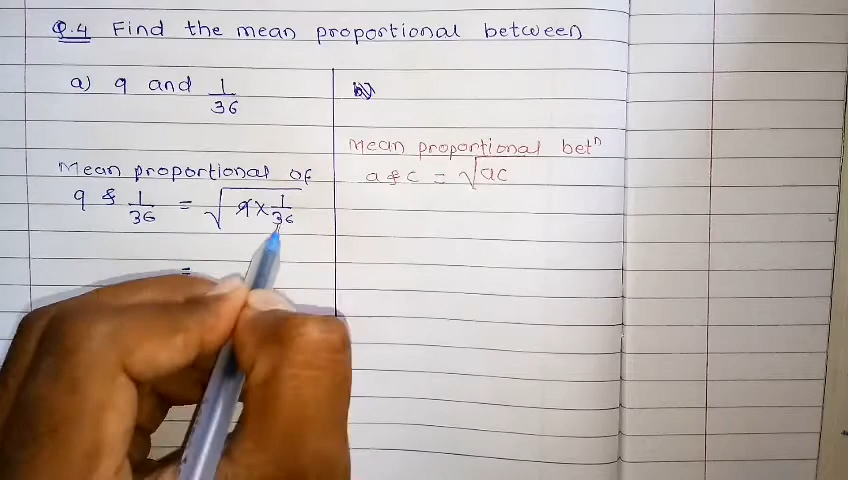 Q.4 Find the mean proportional between
a) 9 and 1/36
Mean proportional of
9 & 1/36 = √(9×1/36)
=
Mean proportional betⁿ
a & c = √ac